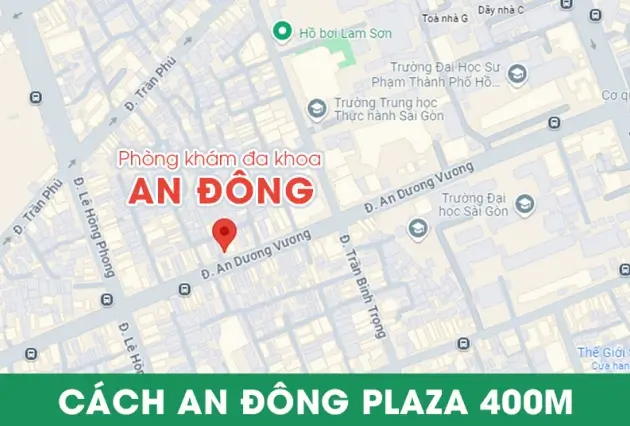 Toà nhà G
Dãy nhà C
Hồ bơi Lam Sơn
Đ. Trần Phú
Trường Đại Học Sư
Phạm Thành Phố Hồ...
Trường Trung học
Thực hành Sài Gòn
Cơ qu
Phòng khám đa khoa
AN ĐÔNG
Đ. Trần Phú
Đ. Lê Hồng Phong
Đ. An Dương Vương
Trường Đại
học Sài Gòn
Đ. An Dương Vương
Đ. Trần Bình Trọng
Đ. Lê Hồng
Thế Giới
Cửa hàn
CÁCH AN ĐÔNG PLAZA 400M